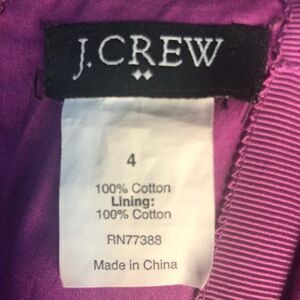 J.CREW
4
100% Cotton
Lining:
100% Cotton
RN77388
Made in China